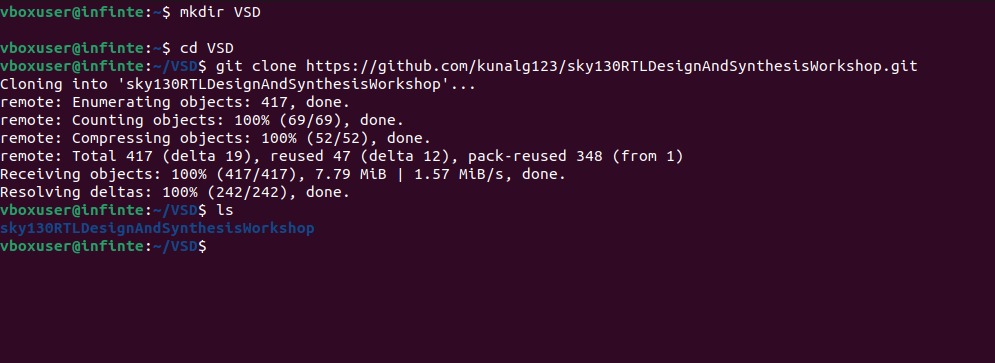 vboxuser@infinte:~$ mkdir VSD
vboxuser@infinte:~$ cd VSD
vboxuser@infinte:~/VSD$ git clone https://github.com/kunalg123/sky130RTLDesignAndSynthesisWorkshop.git
Cloning into 'sky130RTLDesignAndSynthesisWorkshop'...
remote: Enumerating objects: 417, done.
remote: Counting objects: 100% (69/69), done.
remote: Compressing objects: 100% (52/52), done.
remote: Total 417 (delta 19), reused 47 (delta 12), pack-reused 348 (from 1)
Receiving objects: 100% (417/417), 7.79 MiB | 1.57 MiB/s, done.
Resolving deltas: 100% (242/242), done.
vboxuser@infinte:~/VSD$ ls
sky130RTLDesignAndSynthesisWorkshop
vboxuser@infinte:~/VSD$